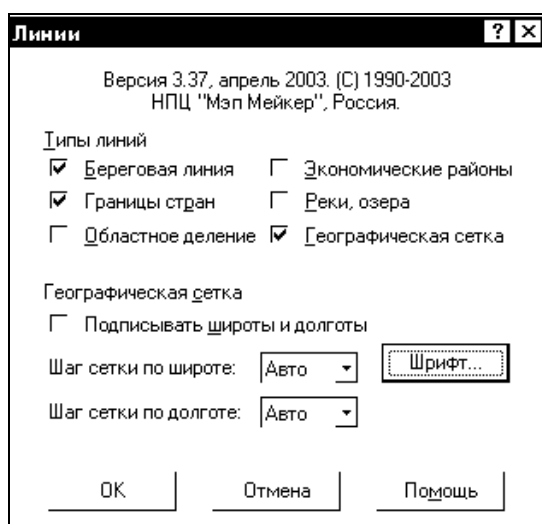 Линии
Версия 3.37, апрель 2003. (C) 1990-2003
НПЦ "Мэп Мейкер", Россия.
Типы линий
Береговая линия
Экономические районы
Границы стран
Реки, озера
Областное деление
Географическая сетка
Географическая сетка
Подписывать широты и долготы
Шаг сетки по широте: Авто
Шрифт...
Шаг сетки по долготе: Авто
OK
Отмена
Помощь